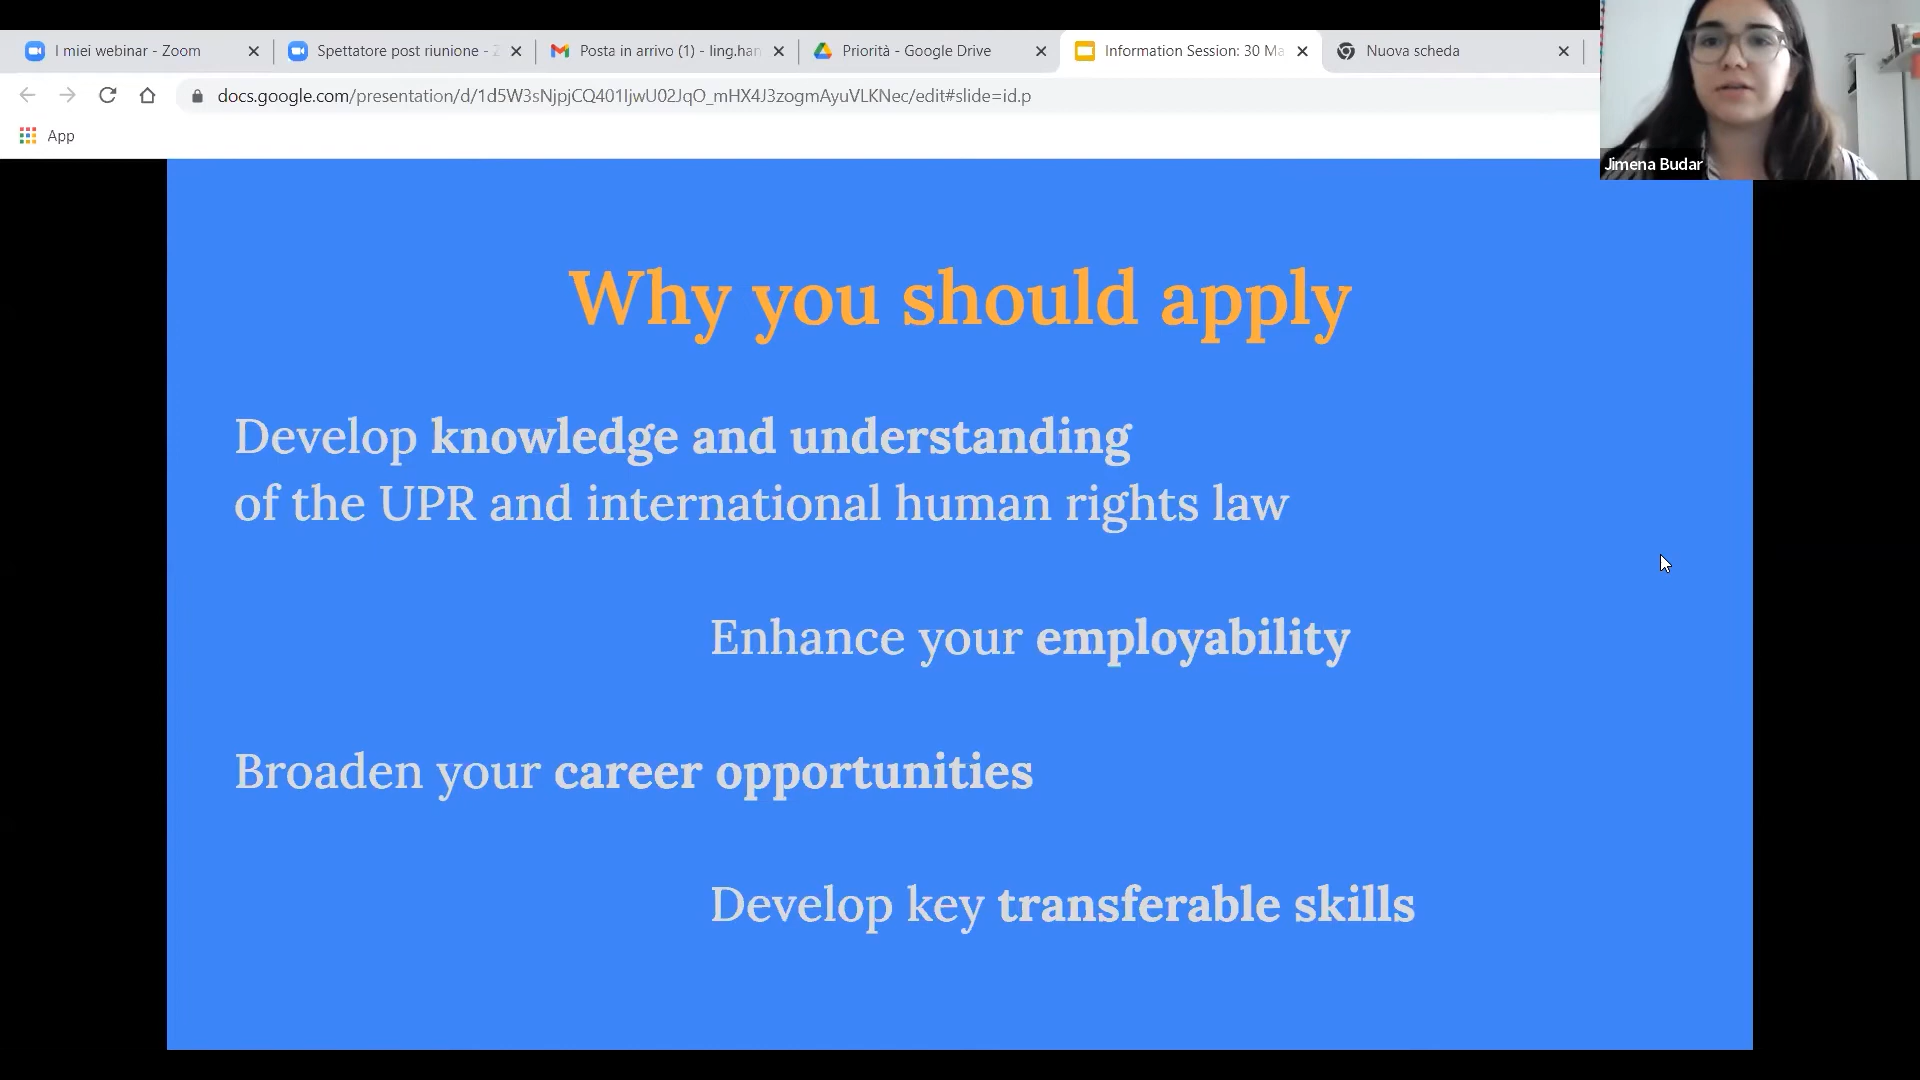 I miei webinar - Zoom
Spettatore post riunione - Z
Posta in arrivo (1) - ling.han
Priorità - Google Drive
Information Session: 30 Ma
Nuova scheda
docs.google.com/presentation/d/1d5W3sNjpjCQ401IjwU02JqO_mHX4J3zogmAyuVLKNec/edit#slide=id.p
App
Jimena Budar
Why you should apply
Develop knowledge and understanding
of the UPR and international human rights law
Enhance your employability
Broaden your career opportunities
Develop key transferable skills